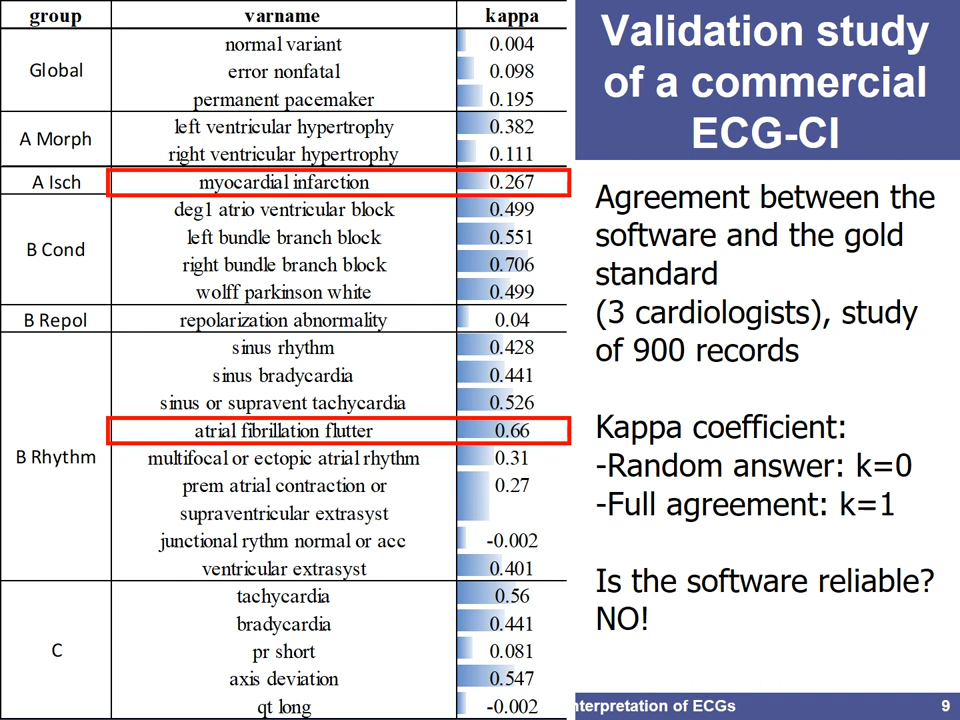 group varname kappa
Global
normal variant 0.004
error nonfatal 0.098
permanent pacemaker 0.195
A Morph
left ventricular hypertrophy 0.382
right ventricular hypertrophy 0.111
A Isch myocardial infarction 0.267
B Cond
deg1 atrio ventricular block 0.499
left bundle branch block 0.551
right bundle branch block 0.706
wolff parkinson white 0.499
B Repol repolarization abnormality 0.04
B Rhythm
sinus rhythm 0.428
sinus bradycardia 0.441
sinus or supravent tachycardia 0.526
atrial fibrillation flutter 0.66
multifocal or ectopic atrial rhythm 0.31
prem atrial contraction or 0.27
supraventricular extrasyst
junctional rythm normal or acc -0.002
ventricular extrasyst 0.401
C
tachycardia 0.56
bradycardia 0.441
pr short 0.081
axis deviation 0.547
qt long -0.002
Validation study
of a commercial
ECG-CI
Agreement between the
software and the gold
standard
(3 cardiologists), study
of 900 records
Kappa coefficient:
-Random answer: k=0
-Full agreement: k=1
Is the software reliable?
NO!
nterpretation of ECGs 9